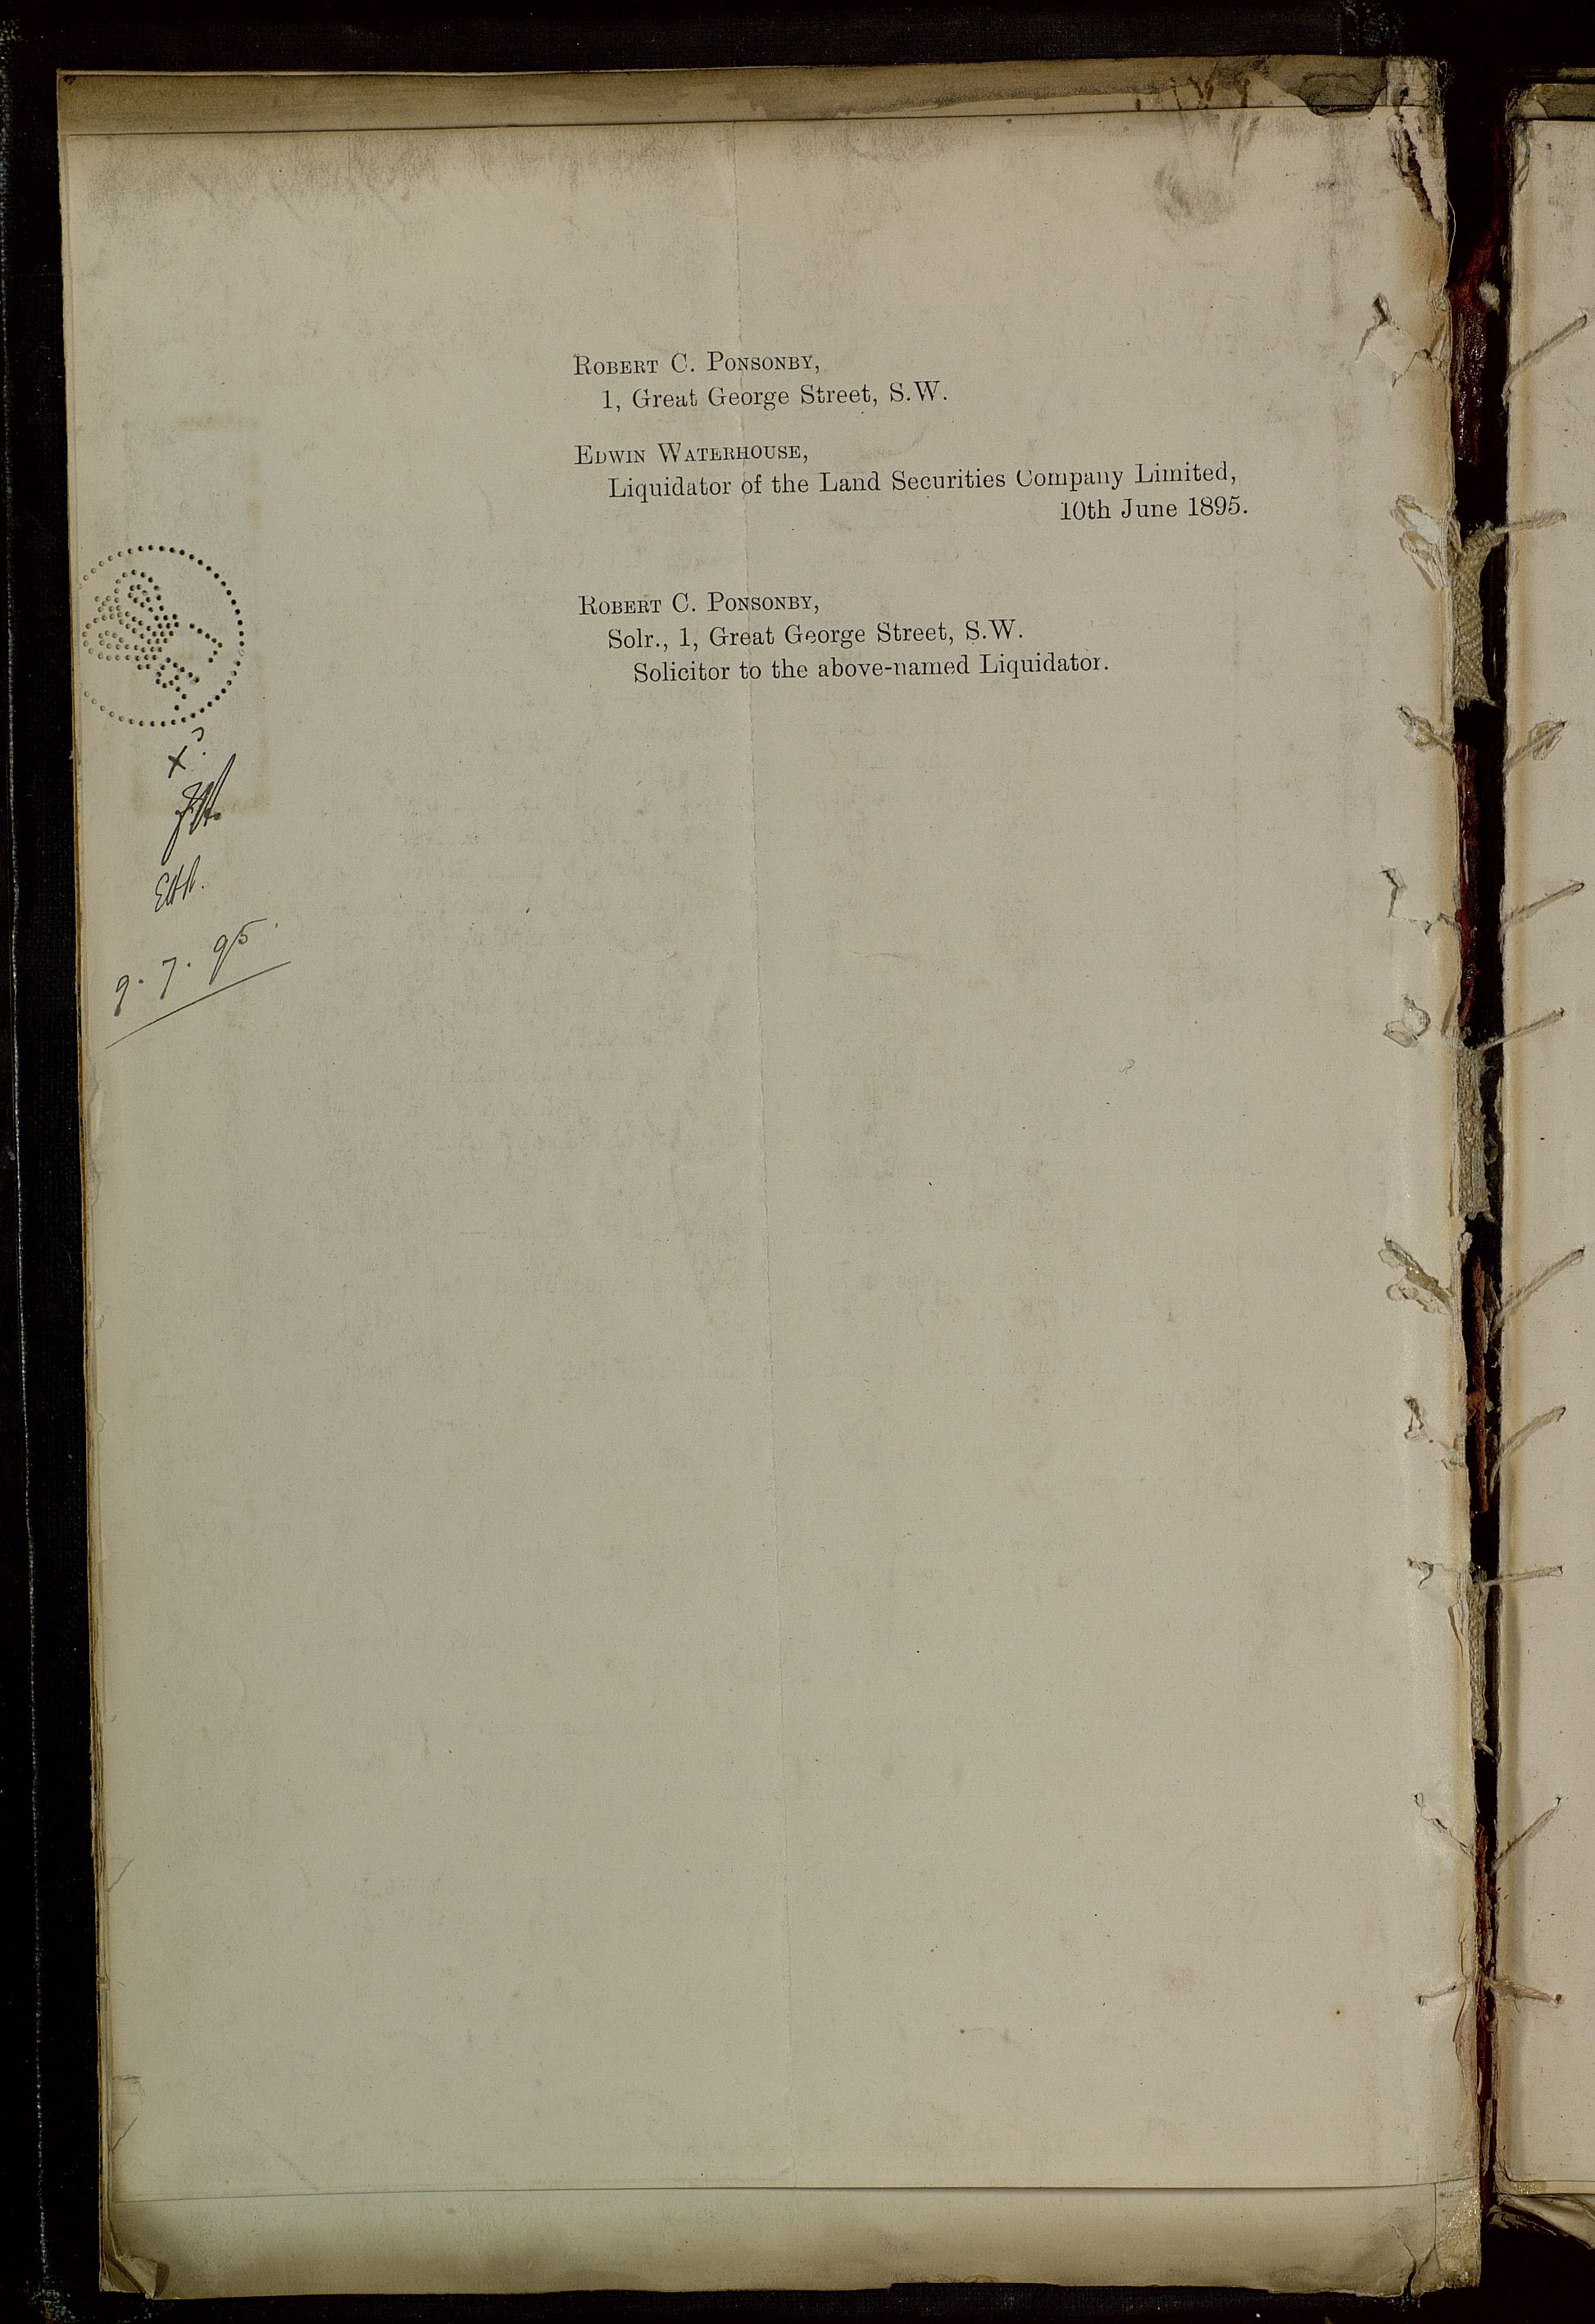 ROBERT C. PONSONBY,
1, Great George Street, S.W.
EDWIN WATERHOUSE,
Liquidator of the Land Securities Company Limited,
10th June 1895.
ROBERT C. PONSONBY,
Solr., 1, Great George Street, S.W.
Solicitor to the above-named Liquidator.
9. 7. 95.